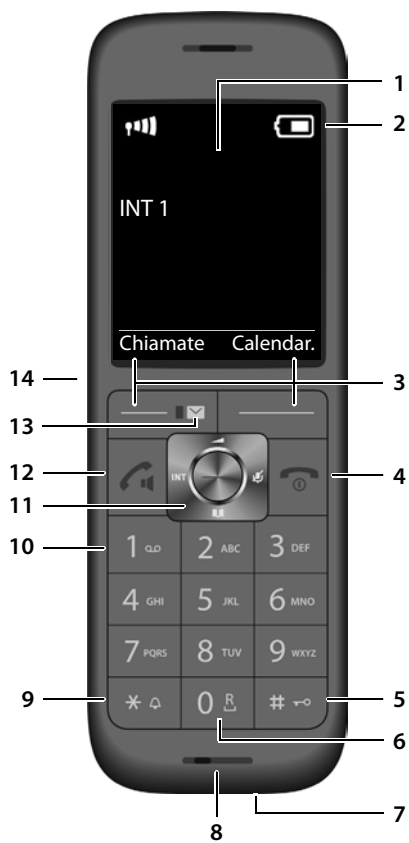 1
2
INT 1
Chiamate Calendar.
14
3
13
12
INT
4
11
10
1 2 ABC 3 DEF
4 GHI 5 JKL 6 MNO
7 PQRS 8 TUV 9 WXYZ
9
* 0 R #
5
6
7
8